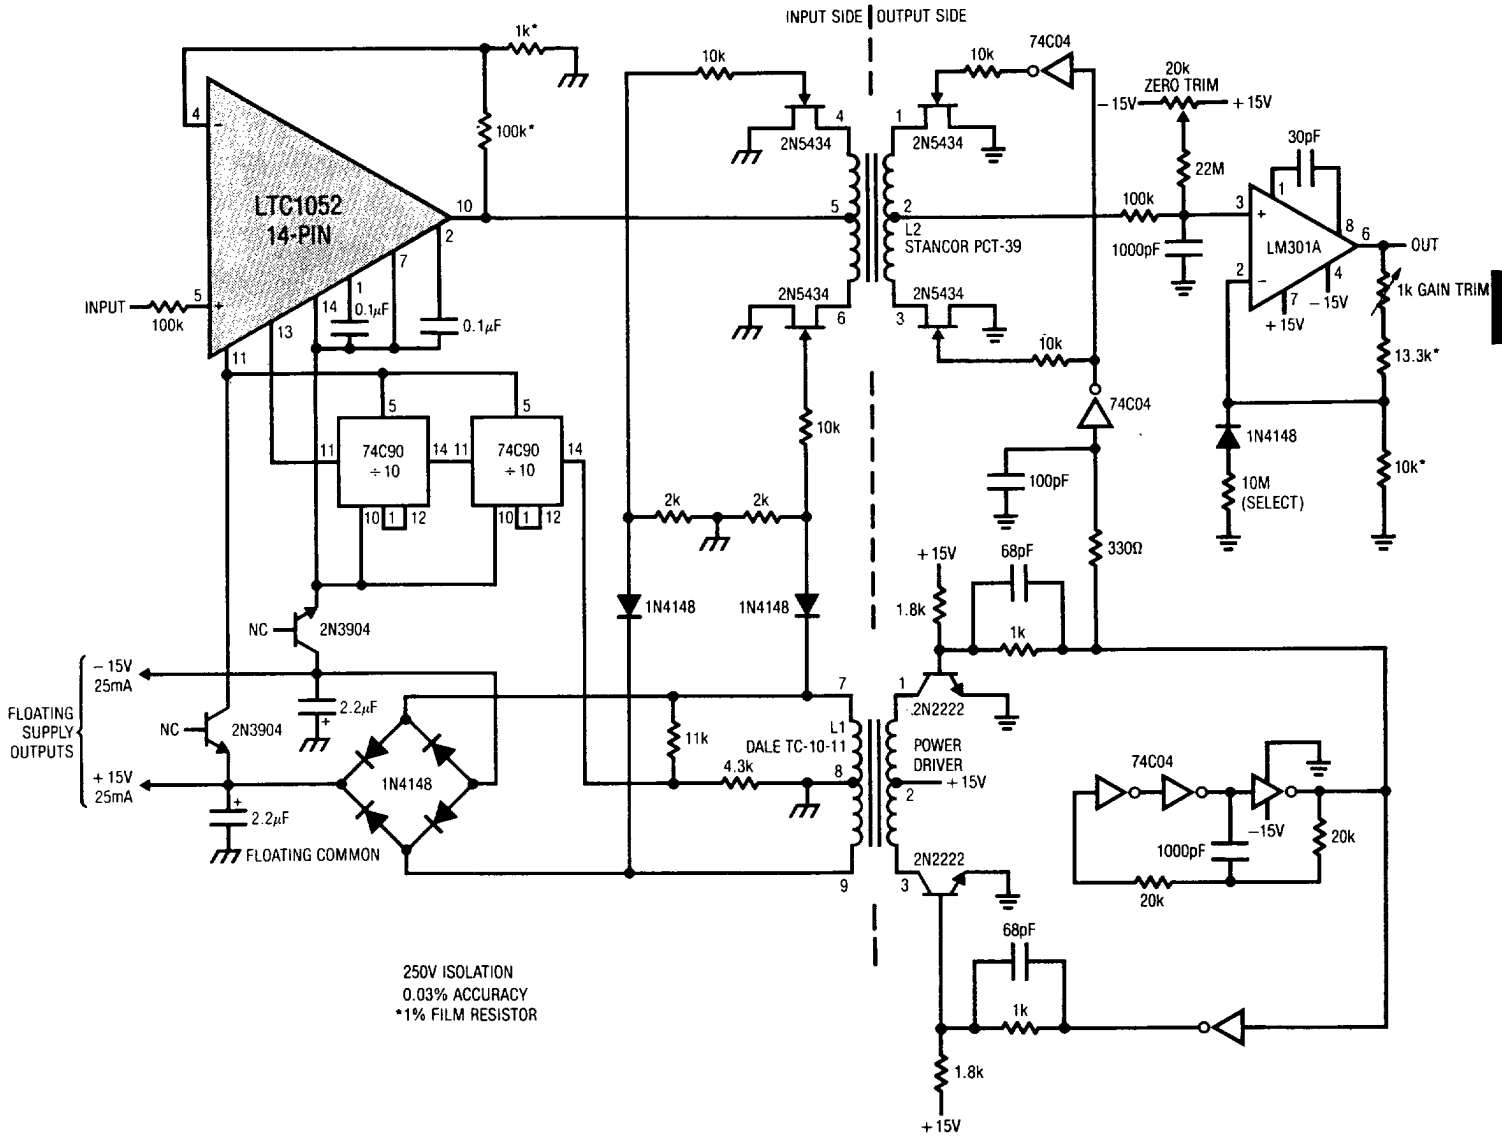 INPUT SIDE OUTPUT SIDE
1k*
10k
10k
74C04
20k
ZERO TRIM
-15V
+15V
4
-
100k*
4
1
2N5434
2N5434
30pF
22M
LTC1052
14-PIN
10
2
5
2
L2
STANCOR PCT-39
100k
1000pF
3
+
1
8
6
OUT
LM301A
2
-
4
-15V
7
+15V
1k GAIN TRIM
INPUT
100k
5
+
7
1
14
0.1µF
0.1µF
13
11
2N5434
6
2N5434
3
10k
13.3k*
5
5
74C90
÷10
74C90
÷10
11
14
11
14
10
1
12
10
1
12
10k
74C04
100pF
1N4148
10M
(SELECT)
10k*
2k
2k
330Ω
+15V
68pF
1.8k
1k
1N4148
1N4148
NC
2N3904
-15V
25mA
FLOATING
SUPPLY
OUTPUTS
+15V
25mA
NC
2N3904
+
2.2µF
+
2.2µF
FLOATING COMMON
1N4148
11k
4.3k
7
L1
DALE TC-10-11
8
9
1
2N2222
POWER
DRIVER
+15V
2
2N2222
3
74C04
-15V
1000pF
20k
20k
68pF
1k
1.8k
+15V
250V ISOLATION
0.03% ACCURACY
*1% FILM RESISTOR